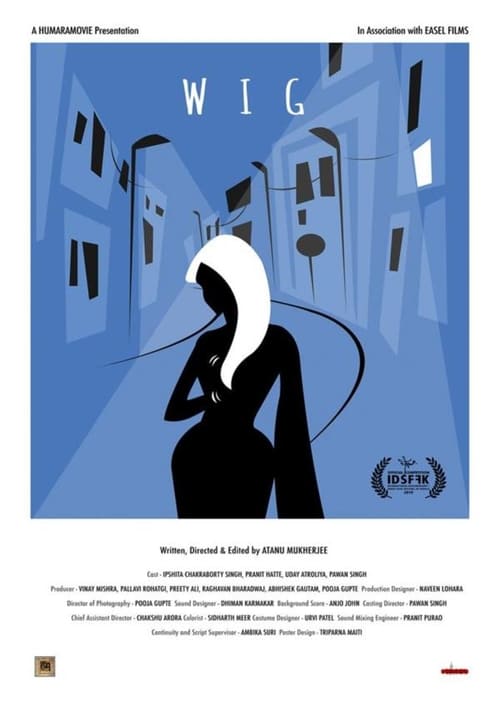 A HUMARAMOVIE Presentation
In Association with EASEL FILMS
WIG
OFFICIAL COMPETITION
IDSFFK
2019
Written, Directed & Edited by ATANU MUKHERJEE
Cast - IPSHITA CHAKRABORTY SINGH, PRANIT HATTE, UDAY ATROLIYA, PAWAN SINGH
Producer - VINAY MISHRA, PALLAVI ROHATGI, PREETY ALI, RAGHAVAN BHARADWAJ, ABHISHEK GAUTAM, POOJA GUPTE Production Designer - NAVEEN LOHARA
Director of Photography - POOJA GUPTE Sound Designer - DHIMAN KARMAKAR Background Score - ANJO JOHN Casting Director - PAWAN SINGH
Chief Assistant Director - CHAKSHU ARORA Colorist - SIDHARTH MEER Costume Designer - URVI PATEL Sound Mixing Engineer - PRANIT PURAO
Continuity and Script Supervisor - AMBIKA SURI Poster Design - TRIPARNA MAITI